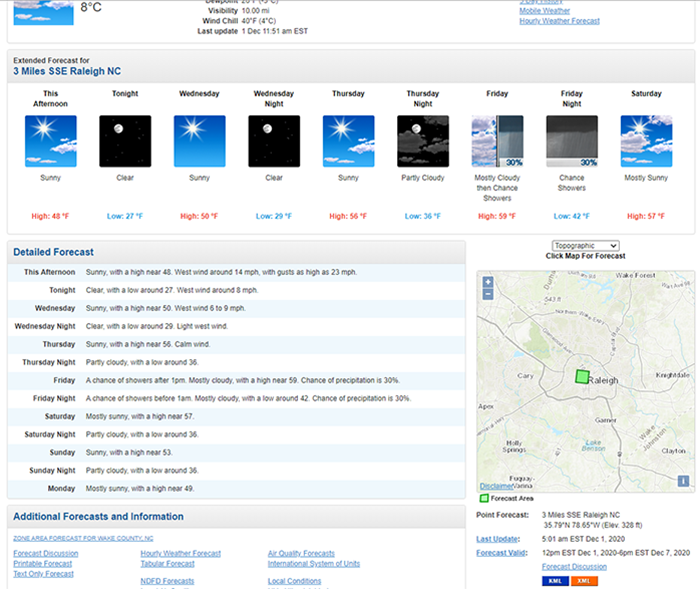 8°C
Visibility 10.00 mi
Wind Chill 40°F (4°C)
Last update 1 Dec 11:51 am EST
Mobile Weather
Hourly Weather Forecast
Extended Forecast for
3 Miles SSE Raleigh NC
This Afternoon Tonight Wednesday Wednesday Night Thursday Thursday Night Friday Friday Night Saturday
30% 30%
Sunny Clear Sunny Clear Sunny Partly Cloudy Mostly Cloudy then Chance Showers Chance Showers Mostly Sunny
High: 48 °F Low: 27 °F High: 50 °F Low: 29 °F High: 56 °F Low: 36 °F High: 59 °F Low: 42 °F High: 57 °F
Detailed Forecast
This Afternoon Sunny, with a high near 48. West wind around 14 mph, with gusts as high as 23 mph.
Tonight Clear, with a low around 27. West wind around 8 mph.
Wednesday Sunny, with a high near 50. West wind 6 to 9 mph.
Wednesday Night Clear, with a low around 29. Light west wind.
Thursday Sunny, with a high near 56. Calm wind.
Thursday Night Partly cloudy, with a low around 36.
Friday A chance of showers after 1pm. Mostly cloudy, with a high near 59. Chance of precipitation is 30%.
Friday Night A chance of showers before 1am. Mostly cloudy, with a low around 42. Chance of precipitation is 30%.
Saturday Mostly sunny, with a high near 57.
Saturday Night Partly cloudy, with a low around 36.
Sunday Sunny, with a high near 53.
Sunday Night Partly cloudy, with a low around 36.
Monday Mostly sunny, with a high near 49.
Topographic
Click Map For Forecast
+
−
Wake Forest
543 ft
Cary
Raleigh
Knightdale
Apex
Garner
Holly Springs
Lake Benson
Clayton
Fuquay-Varina
Disclaimer
i
Forecast Area
Point Forecast: 3 Miles SSE Raleigh NC
35.79°N 78.65°W (Elev. 328 ft)
Last Update: 5:01 am EST Dec 1, 2020
Forecast Valid: 12pm EST Dec 1, 2020-6pm EST Dec 7, 2020
Forecast Discussion
KML XML
Additional Forecasts and Information
ZONE AREA FORECAST FOR WAKE COUNTY, NC
Forecast Discussion
Printable Forecast
Text Only Forecast
Hourly Weather Forecast
Tabular Forecast
NDFD Forecasts
Air Quality Forecasts
International System of Units
Local Conditions